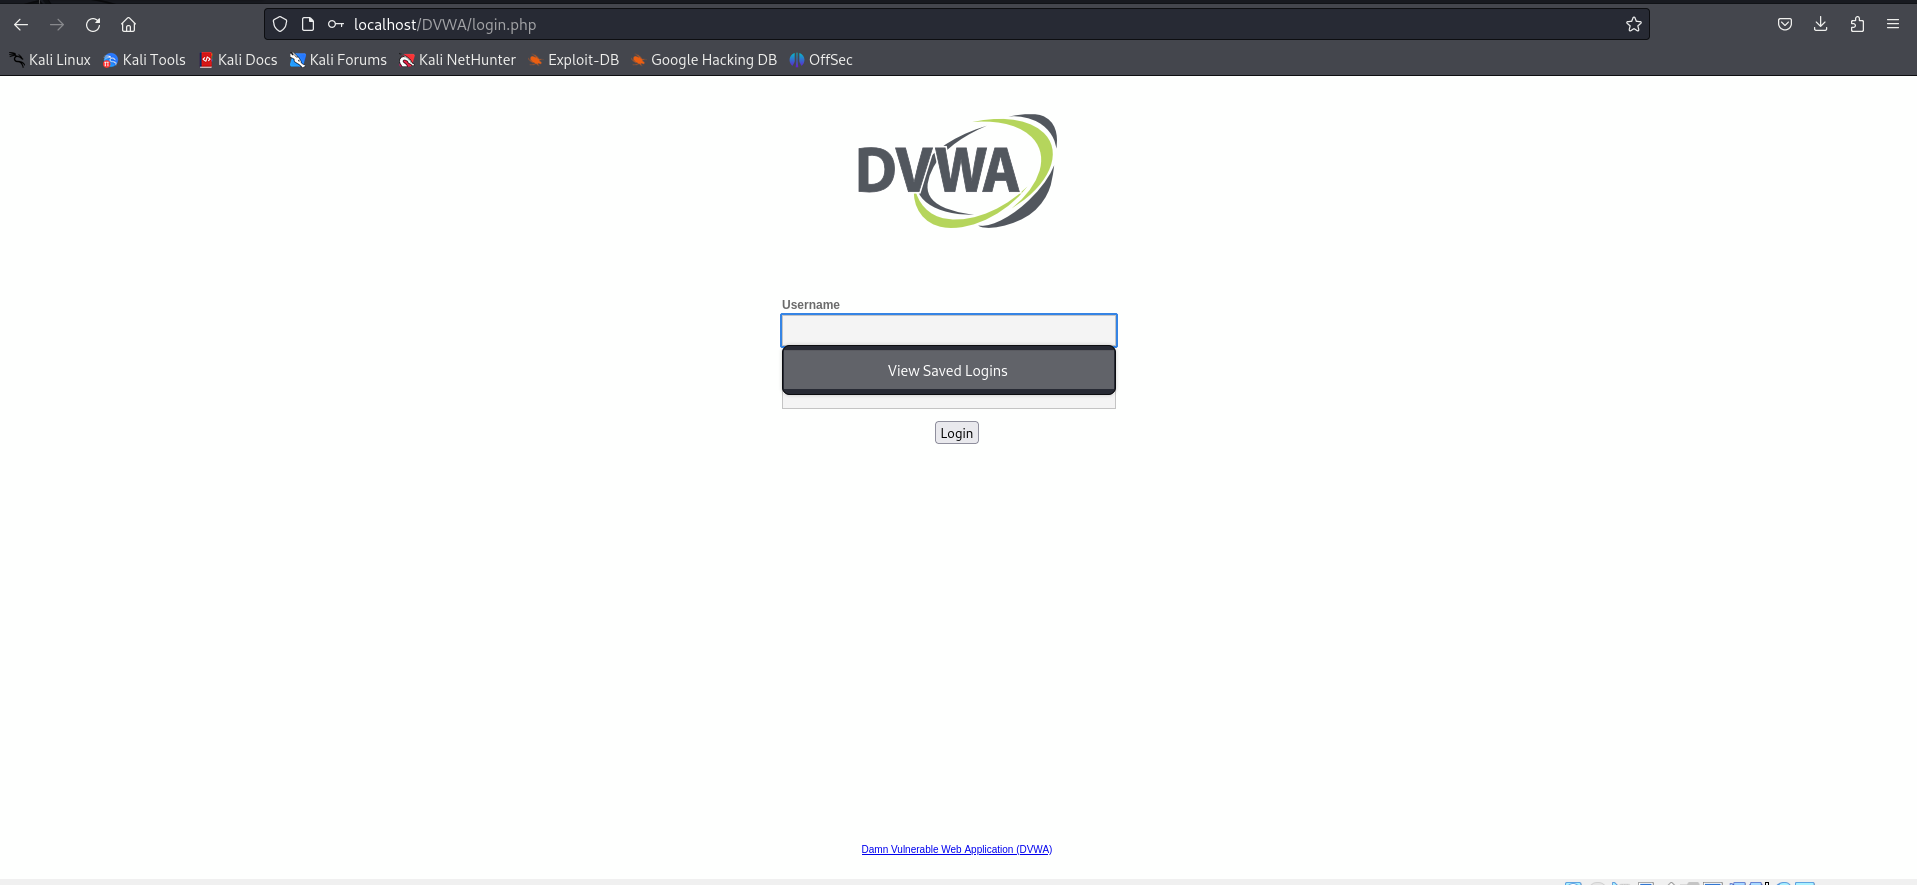 localhost/DVWA/login.php
Kali Linux Kali Tools Kali Docs Kali Forums Kali NetHunter Exploit-DB Google Hacking DB OffSec
DVWA
Username
View Saved Logins
Login
Damn Vulnerable Web Application (DVWA)